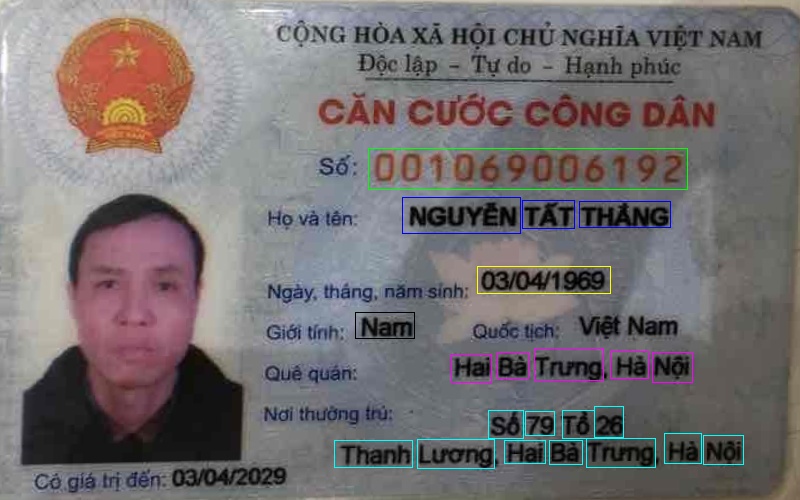 CỘNG HÒA XÃ HỘI CHỦ NGHĨA VIỆT NAM
Độc lập - Tự do - Hạnh phúc
CĂN CƯỚC CÔNG DÂN
Số: 001069006192
Họ và tên: NGUYỄN TẤT THẮNG
Ngày, tháng, năm sinh: 03/04/1969
Giới tính: Nam Quốc tịch: Việt Nam
Quê quán: Hai Bà Trưng, Hà Nội
Nơi thường trú: Số 79 Tổ 26
Thanh Lương, Hai Bà Trưng, Hà Nội
Có giá trị đến: 03/04/2029